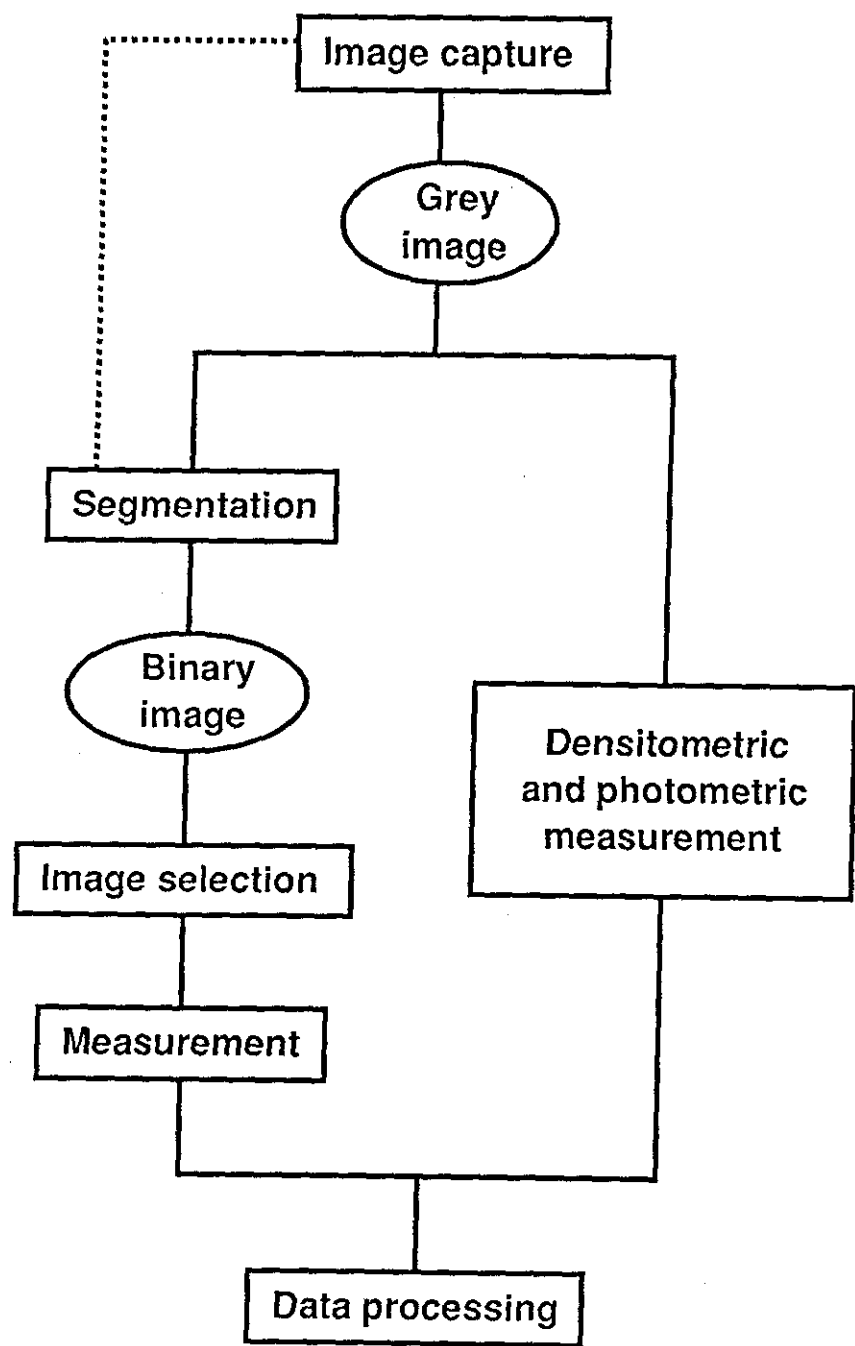 Image capture
Grey
image
Segmentation
Binary
image
Densitometric
and photometric
measurement
Image selection
Measurement
Data processing